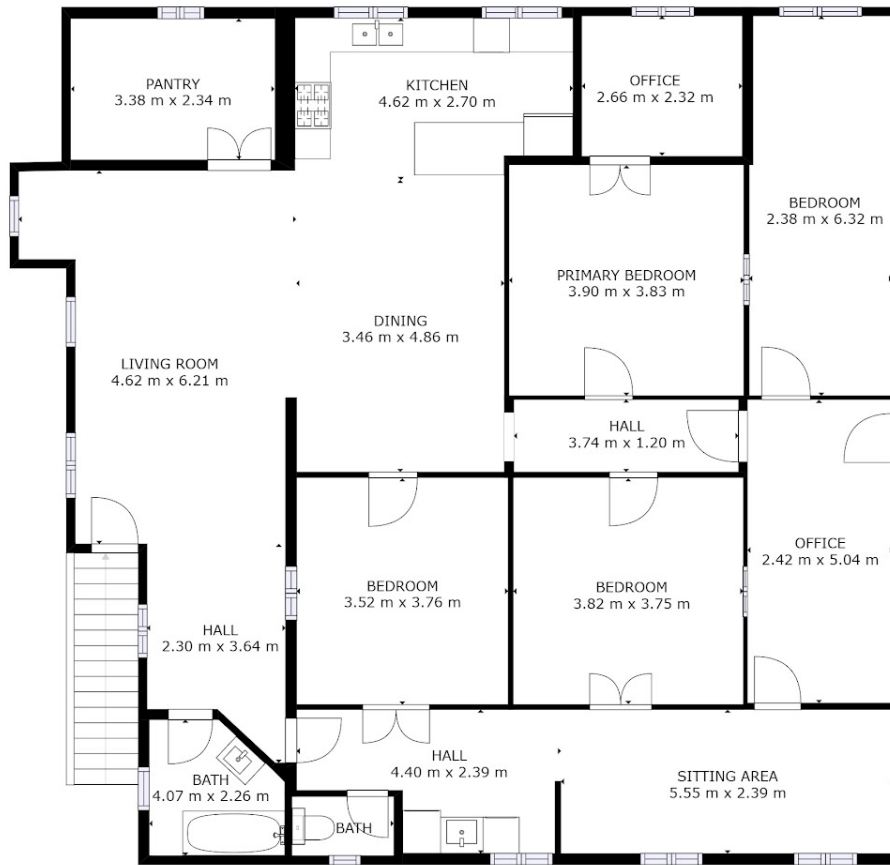 PANTRY
3.38 m x 2.34 m
KITCHEN
4.62 m x 2.70 m
OFFICE
2.66 m x 2.32 m
BEDROOM
2.38 m x 6.32 m
PRIMARY BEDROOM
3.90 m x 3.83 m
DINING
3.46 m x 4.86 m
LIVING ROOM
4.62 m x 6.21 m
HALL
3.74 m x 1.20 m
OFFICE
2.42 m x 5.04 m
BEDROOM
3.52 m x 3.76 m
BEDROOM
3.82 m x 3.75 m
HALL
2.30 m x 3.64 m
HALL
4.40 m x 2.39 m
SITTING AREA
5.55 m x 2.39 m
BATH
4.07 m x 2.26 m
BATH